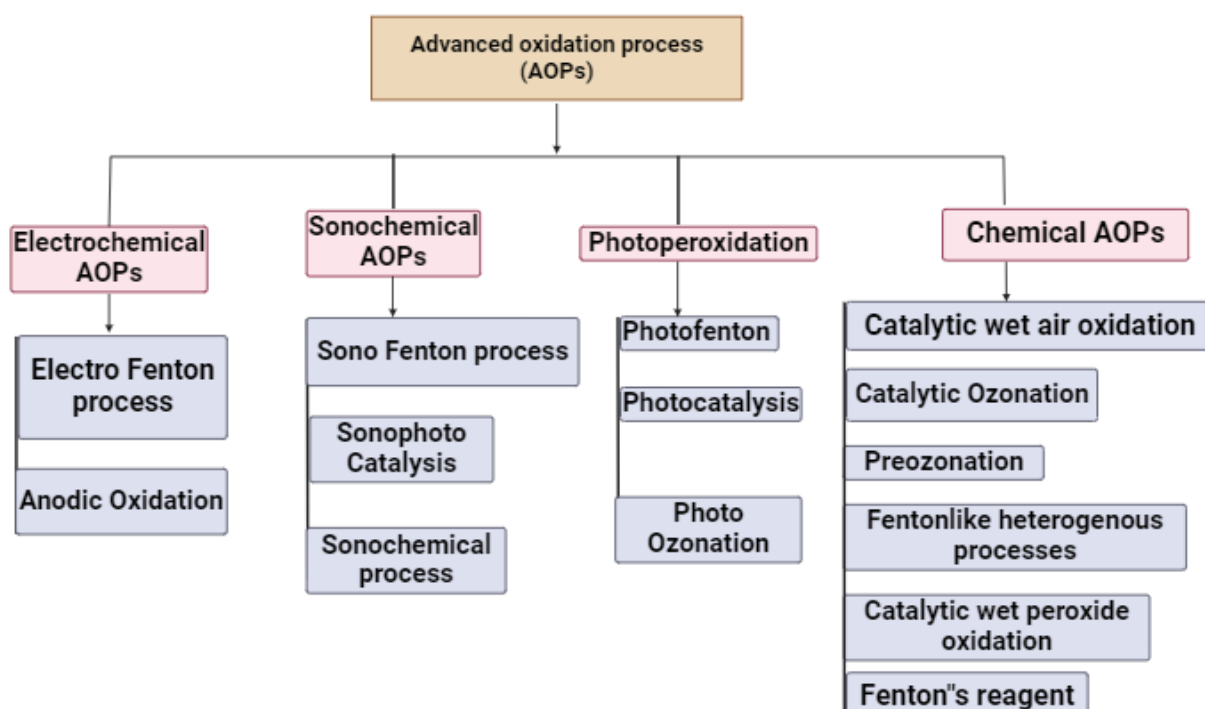 Advanced oxidation process
(AOPs)
Electrochemical
AOPs
Electro Fenton
process
Anodic Oxidation
Sonochemical
AOPs
Sono Fenton process
Sonophoto
Catalysis
Sonochemical
process
Photoperoxidation
Photofenton
Photocatalysis
Photo
Ozonation
Chemical AOPs
Catalytic wet air oxidation
Catalytic Ozonation
Preozonation
Fentonlike heterogenous
processes
Catalytic wet peroxide
oxidation
Fenton"s reagent